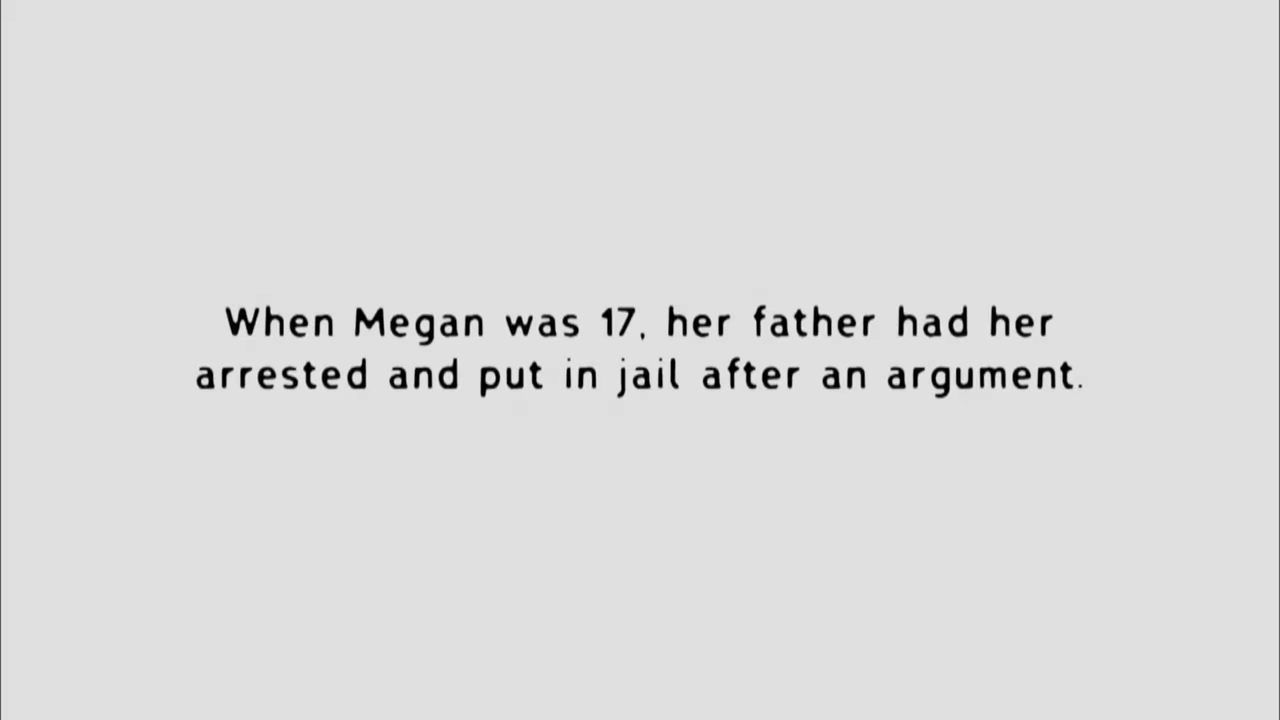 When Megan was 17, her father had her
arrested and put in jail after an argument.